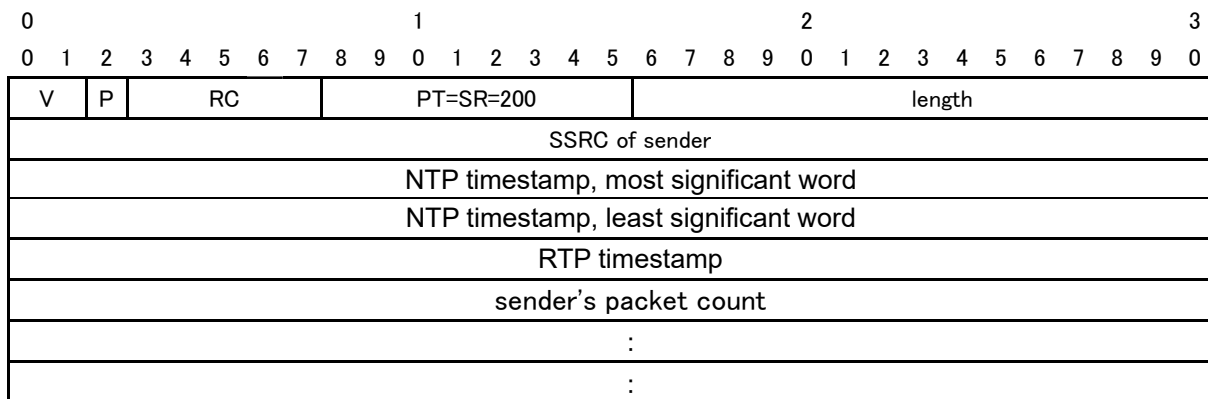 0 1 2 3
0 1 2 3 4 5 6 7 8 9 0 1 2 3 4 5 6 7 8 9 0 1 2 3 4 5 6 7 8 9 0
V P RC PT=SR=200 length
SSRC of sender
NTP timestamp, most significant word
NTP timestamp, least significant word
RTP timestamp
sender's packet count
:
: